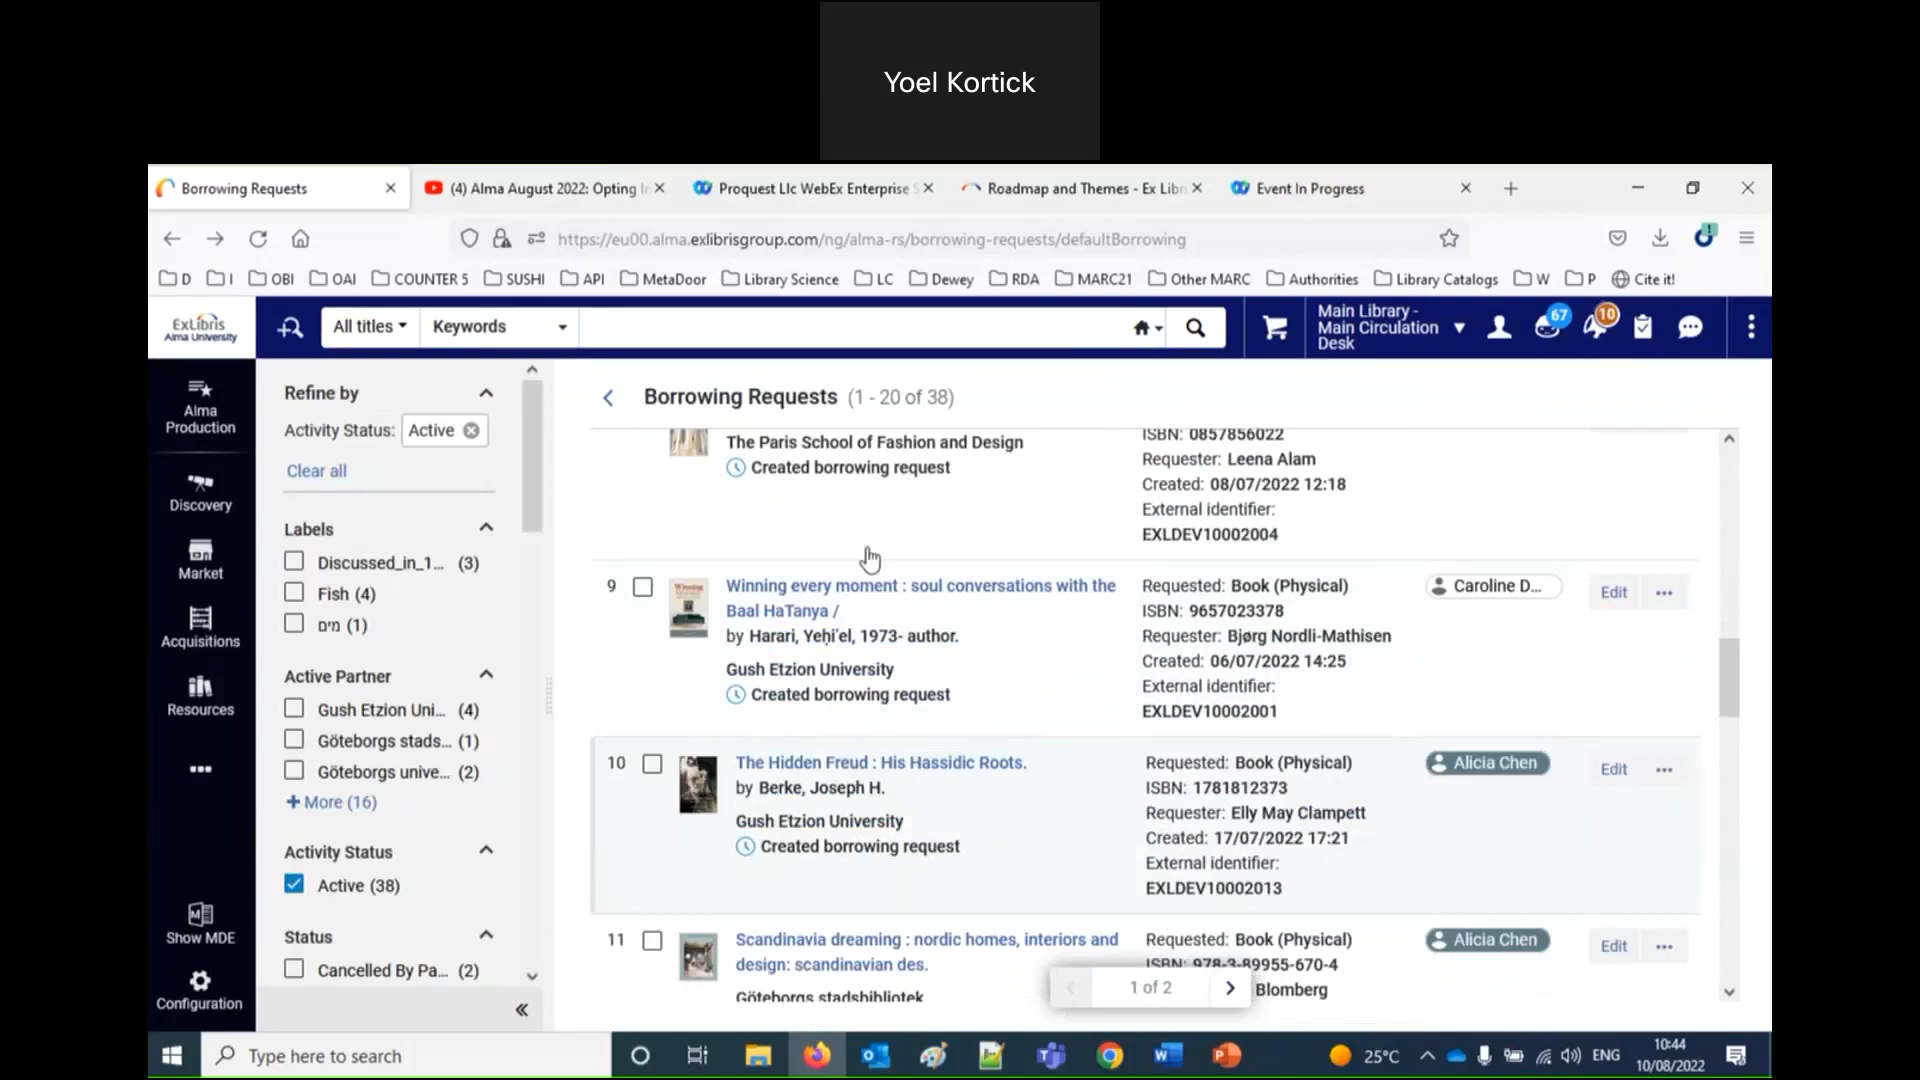 Yoel Kortick
Borrowing Requests
(4) Alma August 2022: Opting I
Proquest Llc WebEx Enterprise S
Roadmap and Themes - Ex Libr
Event In Progress
https://eu00.alma.exlibrisgroup.com/ng/alma-rs/borrowing-requests/defaultBorrowing
D I OBI OAI COUNTER 5 SUSHI API MetaDoor Library Science LC Dewey RDA MARC21 Other MARC Authorities Library Catalogs W P Cite it!
ExLibris
Alma University
All titles
Keywords
Main Library -
Main Circulation
Desk
67
10
Alma
Production
Discovery
Market
Acquisitions
Resources
Show MDE
Configuration
Refine by
Activity Status: Active
Clear all
Labels
Discussed_in_1... (3)
Fish (4)
מים (1)
Active Partner
Gush Etzion Uni... (4)
Göteborgs stads... (1)
Göteborgs unive... (2)
+ More (16)
Activity Status
Active (38)
Status
Cancelled By Pa... (2)
Borrowing Requests (1 - 20 of 38)
The Paris School of Fashion and Design
Created borrowing request
ISBN: 0857856022
Requester: Leena Alam
Created: 08/07/2022 12:18
External identifier:
EXLDEV10002004
9
Winning every moment : soul conversations with the
Baal HaTanya /
by Harari, Yeḥi'el, 1973- author.
Gush Etzion University
Created borrowing request
Requested: Book (Physical)
ISBN: 9657023378
Requester: Bjørg Nordli-Mathisen
Created: 06/07/2022 14:25
External identifier:
EXLDEV10002001
Caroline D...
Edit
10
The Hidden Freud : His Hassidic Roots.
by Berke, Joseph H.
Gush Etzion University
Created borrowing request
Requested: Book (Physical)
ISBN: 1781812373
Requester: Elly May Clampett
Created: 17/07/2022 17:21
External identifier:
EXLDEV10002013
Alicia Chen
Edit
11
Scandinavia dreaming : nordic homes, interiors and
design: scandinavian des.
Göteborgs stadsbibliotek
Requested: Book (Physical)
ISBN: 978-3-89955-670-4
Blomberg
Alicia Chen
Edit
1 of 2
Type here to search
25°C
ENG
10:44
10/08/2022